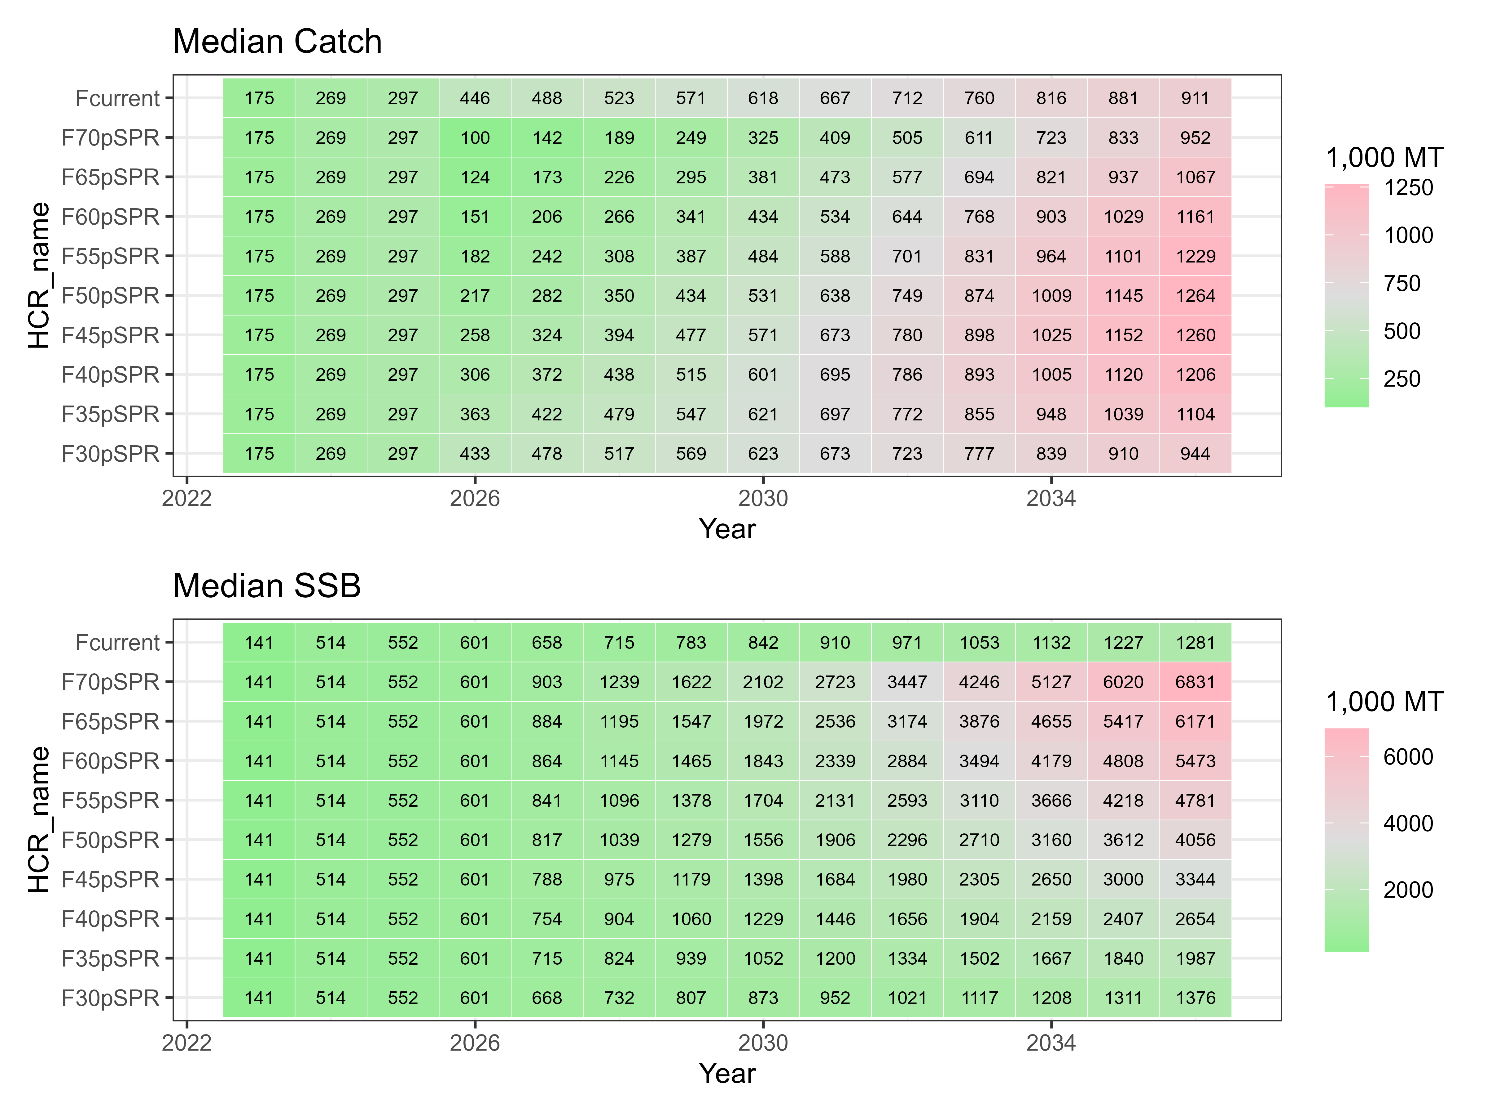 Median Catch
HCR_name
Fcurrent 175 269 297 446 488 523 571 618 667 712 760 816 881 911
F70pSPR 175 269 297 100 142 189 249 325 409 505 611 723 833 952
F65pSPR 175 269 297 124 173 226 295 381 473 577 694 821 937 1067
F60pSPR 175 269 297 151 206 266 341 434 534 644 768 903 1029 1161
F55pSPR 175 269 297 182 242 308 387 484 588 701 831 964 1101 1229
F50pSPR 175 269 297 217 282 350 434 531 638 749 874 1009 1145 1264
F45pSPR 175 269 297 258 324 394 477 571 673 780 898 1025 1152 1260
F40pSPR 175 269 297 306 372 438 515 601 695 786 893 1005 1120 1206
F35pSPR 175 269 297 363 422 479 547 621 697 772 855 948 1039 1104
F30pSPR 175 269 297 433 478 517 569 623 673 723 777 839 910 944
2022 2026 2030 2034
Year
1,000 MT
1250
1000
750
500
250
Median SSB
HCR_name
Fcurrent 141 514 552 601 658 715 783 842 910 971 1053 1132 1227 1281
F70pSPR 141 514 552 601 903 1239 1622 2102 2723 3447 4246 5127 6020 6831
F65pSPR 141 514 552 601 884 1195 1547 1972 2536 3174 3876 4655 5417 6171
F60pSPR 141 514 552 601 864 1145 1465 1843 2339 2884 3494 4179 4808 5473
F55pSPR 141 514 552 601 841 1096 1378 1704 2131 2593 3110 3666 4218 4781
F50pSPR 141 514 552 601 817 1039 1279 1556 1906 2296 2710 3160 3612 4056
F45pSPR 141 514 552 601 788 975 1179 1398 1684 1980 2305 2650 3000 3344
F40pSPR 141 514 552 601 754 904 1060 1229 1446 1656 1904 2159 2407 2654
F35pSPR 141 514 552 601 715 824 939 1052 1200 1334 1502 1667 1840 1987
F30pSPR 141 514 552 601 668 732 807 873 952 1021 1117 1208 1311 1376
2022 2026 2030 2034
Year
1,000 MT
6000
4000
2000